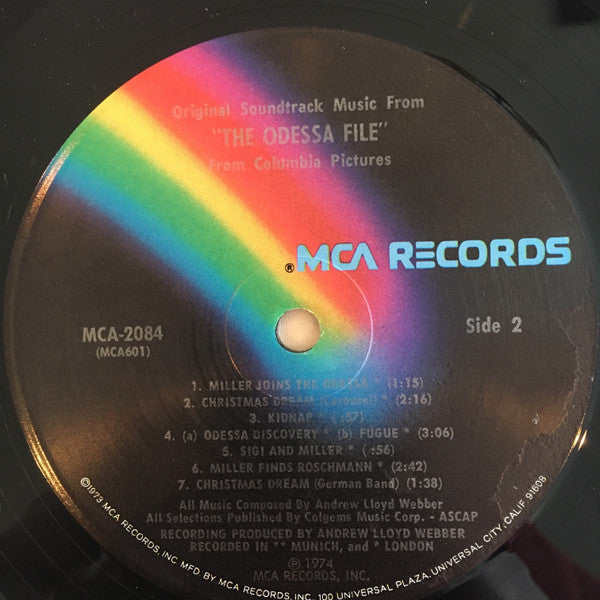 Original Soundtrack Music From
"THE ODESSA FILE"
From Columbia Pictures
® MCA RECORDS
MCA-2084
(MCA601)
Side 2
1. MILLER JOINS THE ODESSA * (1:15)
2. CHRISTMAS DREAM (Carousel) * (2:16)
3. KIDNAP * (:57)
4. (a) ODESSA DISCOVERY * (b) FUGUE * (3:06)
5. SIGI AND MILLER * (:56)
6. MILLER FINDS ROSCHMANN * (2:42)
7. CHRISTMAS DREAM (German Band) * (1:38)
All Music Composed By Andrew Lloyd Webber
All Selections Published By Colgems Music Corp. - ASCAP
RECORDING PRODUCED BY ANDREW LLOYD WEBBER
RECORDED IN ** MUNICH, and * LONDON
Ⓟ 1974
MCA RECORDS, INC.
©1973 MCA RECORDS, INC. MFD BY MCA RECORDS, INC., 100 UNIVERSAL PLAZA, UNIVERSAL CITY, CALIF. 91608